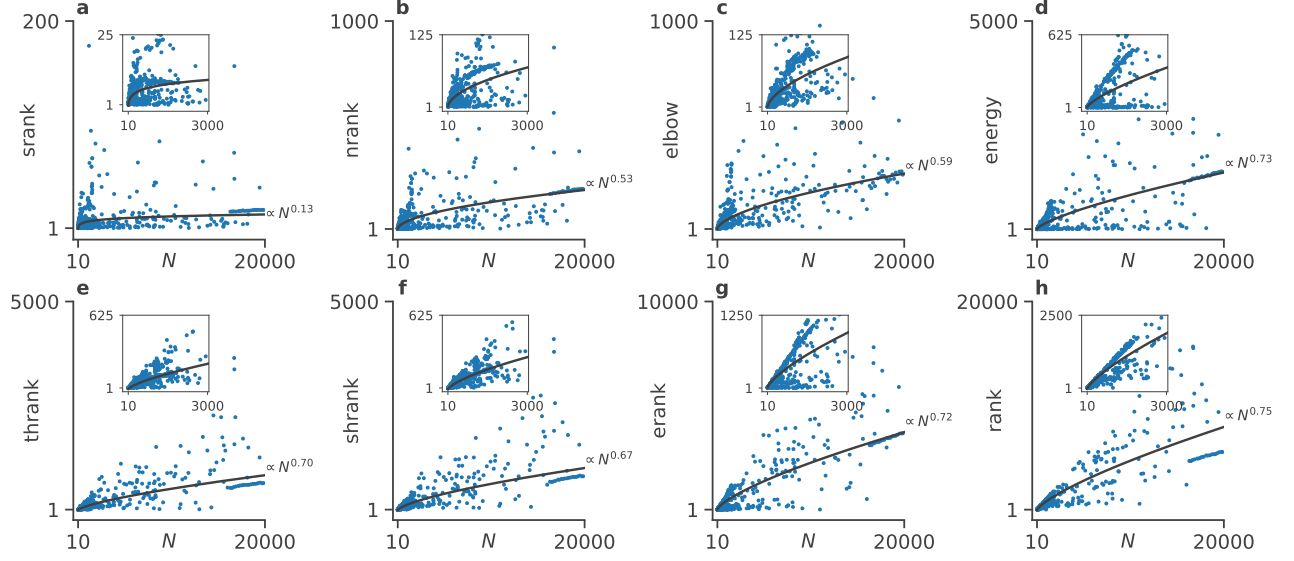 a
200
srank
1
25
1
10
3000
∝ N^0.13
10
N
20000
b
1000
nrank
1
125
1
10
3000
∝ N^0.53
10
N
20000
c
1000
elbow
1
125
1
10
3000
∝ N^0.59
10
N
20000
d
5000
energy
1
625
1
10
3000
∝ N^0.73
10
N
20000
e
5000
thrank
1
625
1
10
3000
∝ N^0.70
10
N
20000
f
5000
shrank
1
625
1
10
3000
∝ N^0.67
10
N
20000
g
10000
erank
1
1250
1
10
3000
∝ N^0.72
10
N
20000
h
20000
rank
1
2500
1
10
3000
∝ N^0.75
10
N
20000